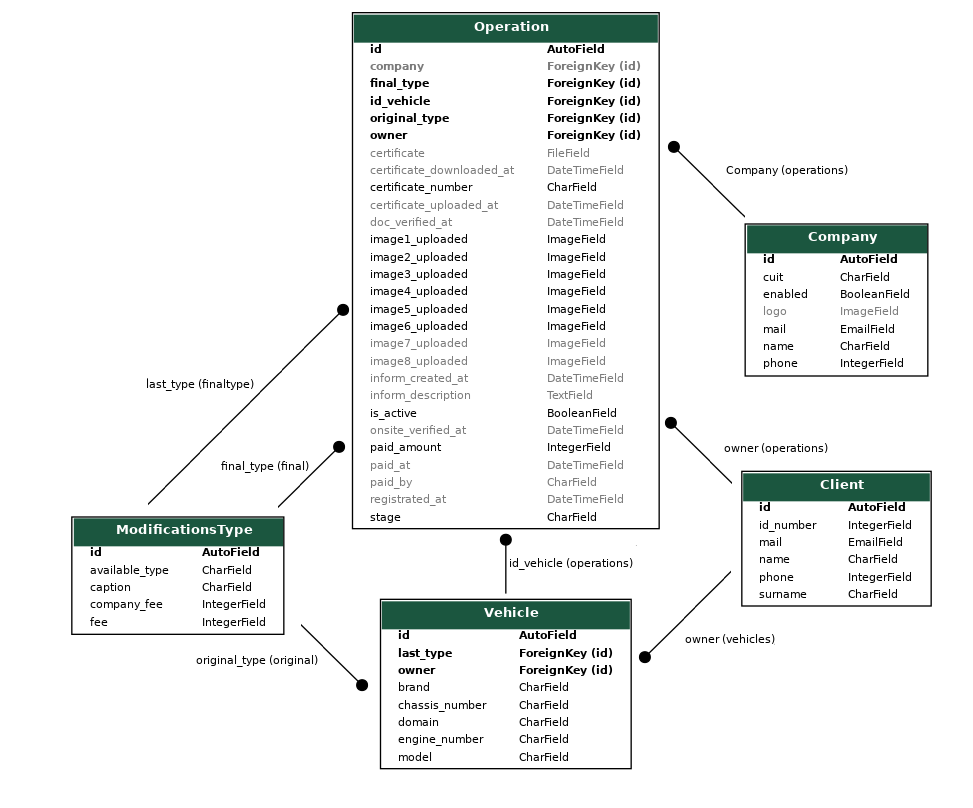 Operation
id AutoField
company ForeignKey (id)
final_type ForeignKey (id)
id_vehicle ForeignKey (id)
original_type ForeignKey (id)
owner ForeignKey (id)
certificate FileField
certificate_downloaded_at DateTimeField
certificate_number CharField
certificate_uploaded_at DateTimeField
doc_verified_at DateTimeField
image1_uploaded ImageField
image2_uploaded ImageField
image3_uploaded ImageField
image4_uploaded ImageField
image5_uploaded ImageField
image6_uploaded ImageField
image7_uploaded ImageField
image8_uploaded ImageField
inform_created_at DateTimeField
inform_description TextField
is_active BooleanField
onsite_verified_at DateTimeField
paid_amount IntegerField
paid_at DateTimeField
paid_by CharField
registrated_at DateTimeField
stage CharField
Company (operations)
Company
id AutoField
cuit CharField
enabled BooleanField
logo ImageField
mail EmailField
name CharField
phone IntegerField
last_type (finaltype)
final_type (final)
owner (operations)
Client
id AutoField
id_number IntegerField
mail EmailField
name CharField
phone IntegerField
surname CharField
ModificationsType
id AutoField
available_type CharField
caption CharField
company_fee IntegerField
fee IntegerField
id_vehicle (operations)
owner (vehicles)
original_type (original)
Vehicle
id AutoField
last_type ForeignKey (id)
owner ForeignKey (id)
brand CharField
chassis_number CharField
domain CharField
engine_number CharField
model CharField